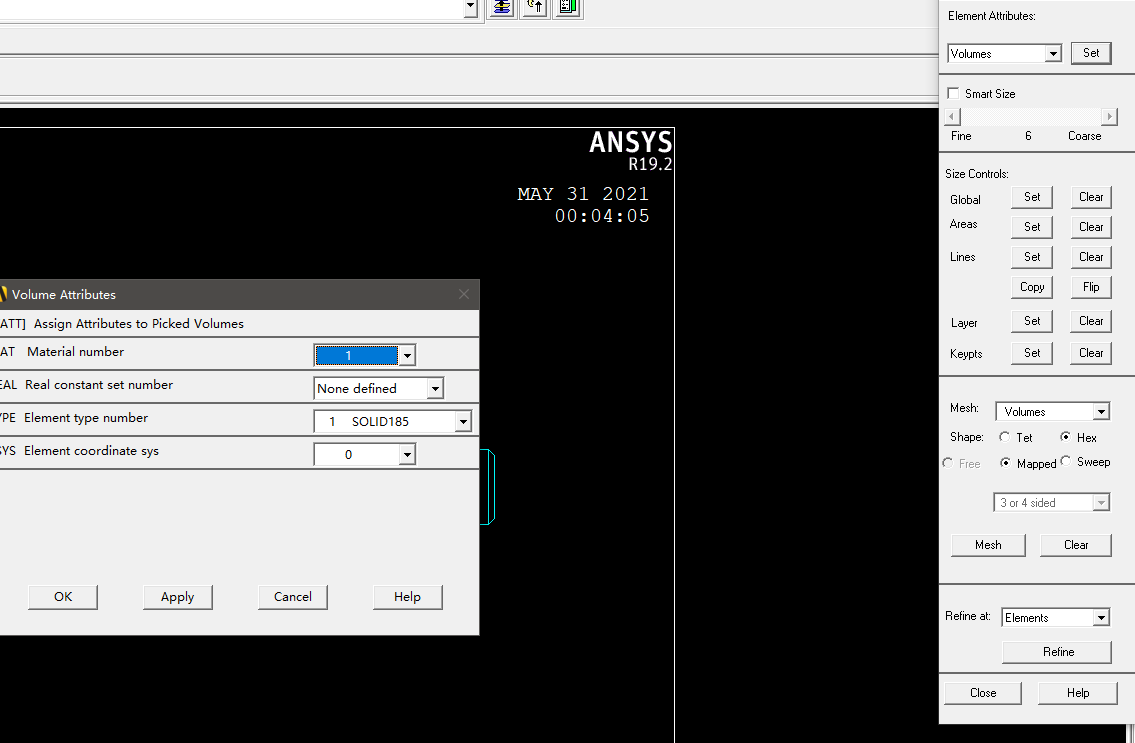 Element Attributes:
Volumes Set
Smart Size
Fine 6 Coarse
ANSYS
R19.2
MAY 31 2021
00:04:05
Size Controls:
Global Set Clear
Areas Set Clear
Lines Set Clear
Copy Flip
Layer Set Clear
Keypts Set Clear
Volume Attributes
ATT] Assign Attributes to Picked Volumes
AT Material number 1
EAL Real constant set number None defined
YPE Element type number 1 SOLID185
SYS Element coordinate sys 0
OK Apply Cancel Help
Mesh: Volumes
Shape: Tet Hex
Free Mapped Sweep
3 or 4 sided
Mesh Clear
Refine at: Elements
Refine
Close Help